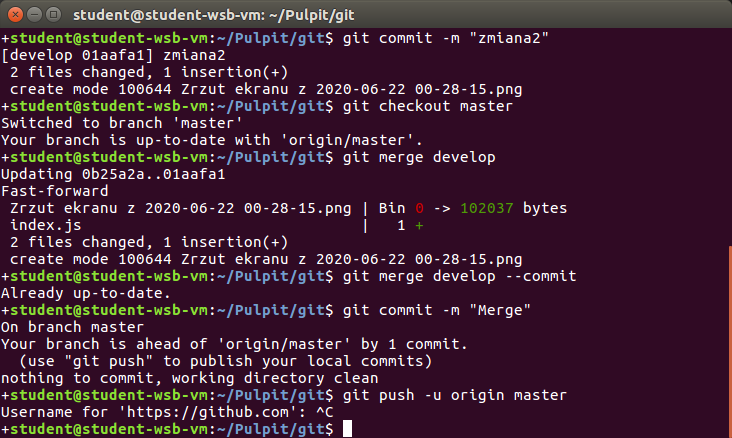 student@student-wsb-vm: ~/Pulpit/git
+student@student-wsb-vm:~/Pulpit/git$ git commit -m "zmiana2"
[develop 01aafa1] zmiana2
 2 files changed, 1 insertion(+)
 create mode 100644 Zrzut ekranu z 2020-06-22 00-28-15.png
+student@student-wsb-vm:~/Pulpit/git$ git checkout master
Switched to branch 'master'
Your branch is up-to-date with 'origin/master'.
+student@student-wsb-vm:~/Pulpit/git$ git merge develop
Updating 0b25a2a..01aafa1
Fast-forward
 Zrzut ekranu z 2020-06-22 00-28-15.png | Bin 0 -> 102037 bytes
 index.js                               |   1 +
 2 files changed, 1 insertion(+)
 create mode 100644 Zrzut ekranu z 2020-06-22 00-28-15.png
+student@student-wsb-vm:~/Pulpit/git$ git merge develop --commit
Already up-to-date.
+student@student-wsb-vm:~/Pulpit/git$ git commit -m "Merge"
On branch master
Your branch is ahead of 'origin/master' by 1 commit.
  (use "git push" to publish your local commits)
nothing to commit, working directory clean
+student@student-wsb-vm:~/Pulpit/git$ git push -u origin master
Username for 'https://github.com': ^C
+student@student-wsb-vm:~/Pulpit/git$